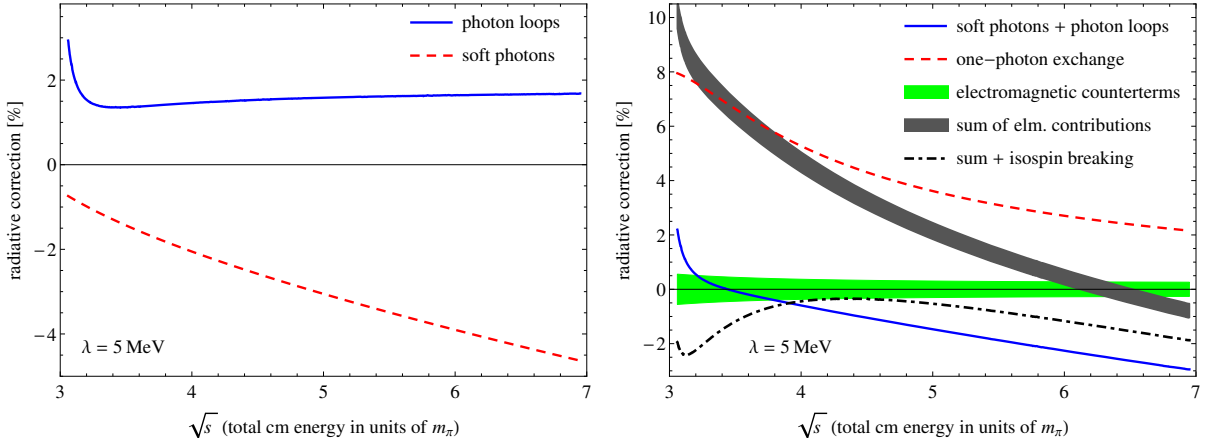 radiative correction [%]
2
0
−2
−4
photon loops
soft photons
λ = 5 MeV
3 4 5 6 7
√s (total cm energy in units of mπ)
radiative correction [%]
10
8
6
4
2
0
−2
soft photons + photon loops
one−photon exchange
electromagnetic counterterms
sum of elm. contributions
sum + isospin breaking
λ = 5 MeV
3 4 5 6 7
√s (total cm energy in units of mπ)